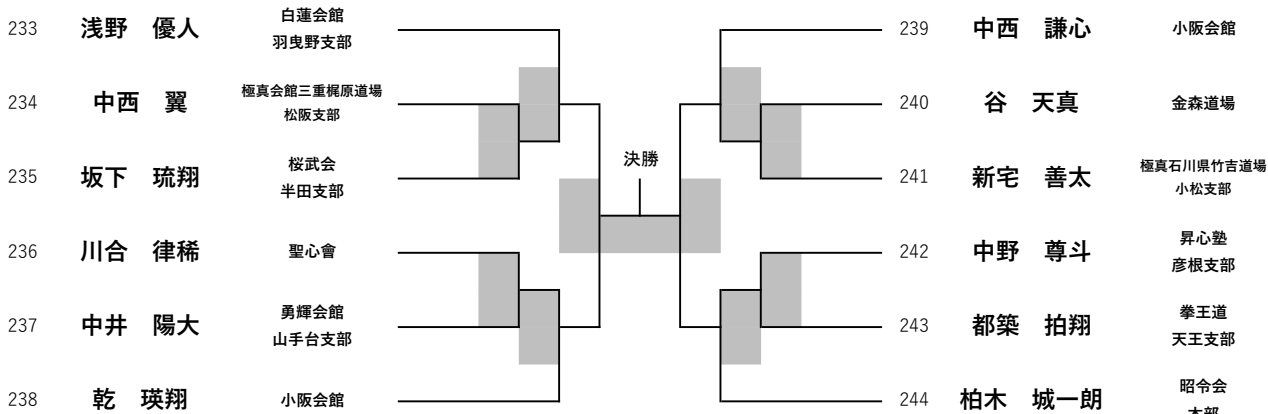 233 浅野 優人 白蓮会館
羽曳野支部
234 中西 翼 極真会館三重梶原道場
松阪支部
235 坂下 琉翔 桜武会
半田支部
236 川合 律稀 聖心會
237 中井 陽大 勇輝会館
山手台支部
238 乾 瑛翔 小阪会館
決勝
239 中西 謙心 小阪会館
240 谷 天真 金森道場
241 新宅 善太 極真石川県竹吉道場
小松支部
242 中野 尊斗 昇心塾
彦根支部
243 都築 拍翔 拳王道
天王支部
244 柏木 城一朗 昭令会
本部